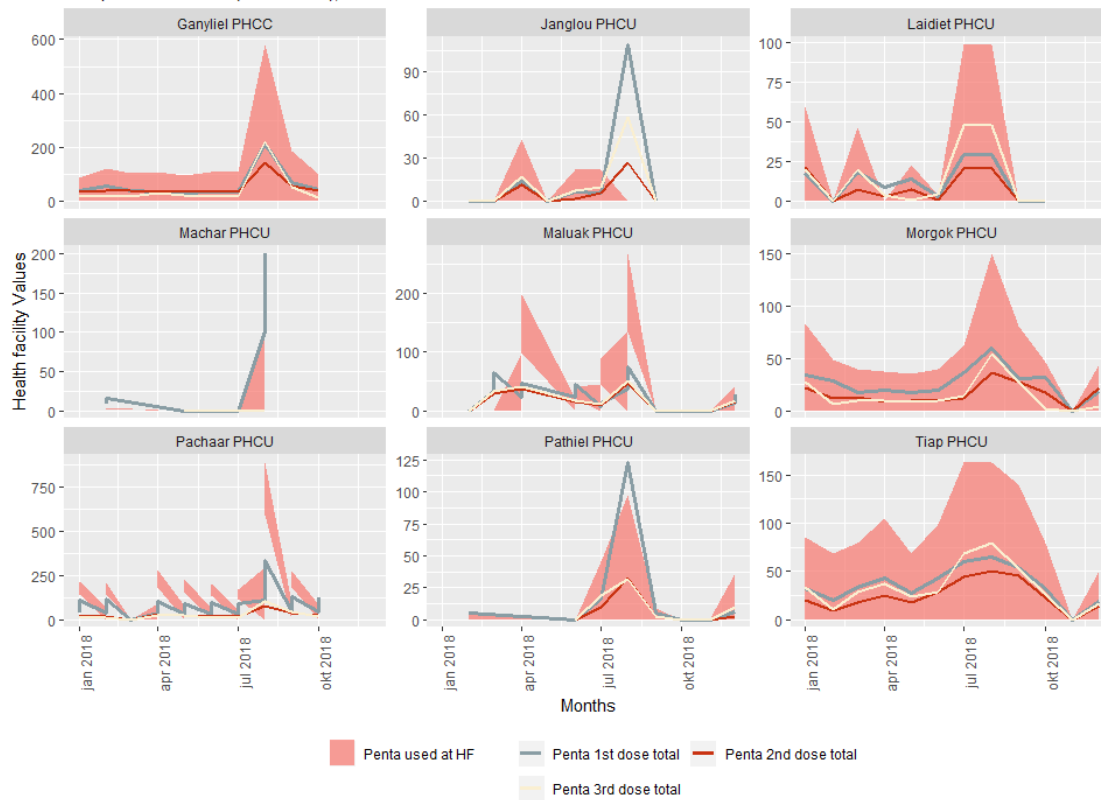 Ganyliel PHCC
Janglou PHCU
Laidiet PHCU
600
400
200
0
90
60
30
0
100
75
50
25
0
Machar PHCU
Maluak PHCU
Morgok PHCU
200
150
100
50
0
200
100
0
150
100
50
0
Pachaar PHCU
Pathiel PHCU
Tiap PHCU
750
500
250
0
125
100
75
50
25
0
150
100
50
0
Health facility Values
jan 2018
apr 2018
jul 2018
okt 2018
jan 2018
apr 2018
jul 2018
okt 2018
jan 2018
apr 2018
jul 2018
okt 2018
Months
Penta used at HF
Penta 1st dose total
Penta 2nd dose total
Penta 3rd dose total